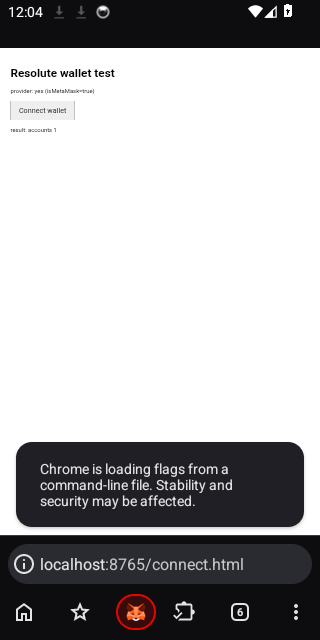 12:04
Resolute wallet test
provider: yes (isMetaMask=true)
Connect wallet
result: accounts 1
Chrome is loading flags from a
command-line file. Stability and
security may be affected.
localhost:8765/connect.html
6